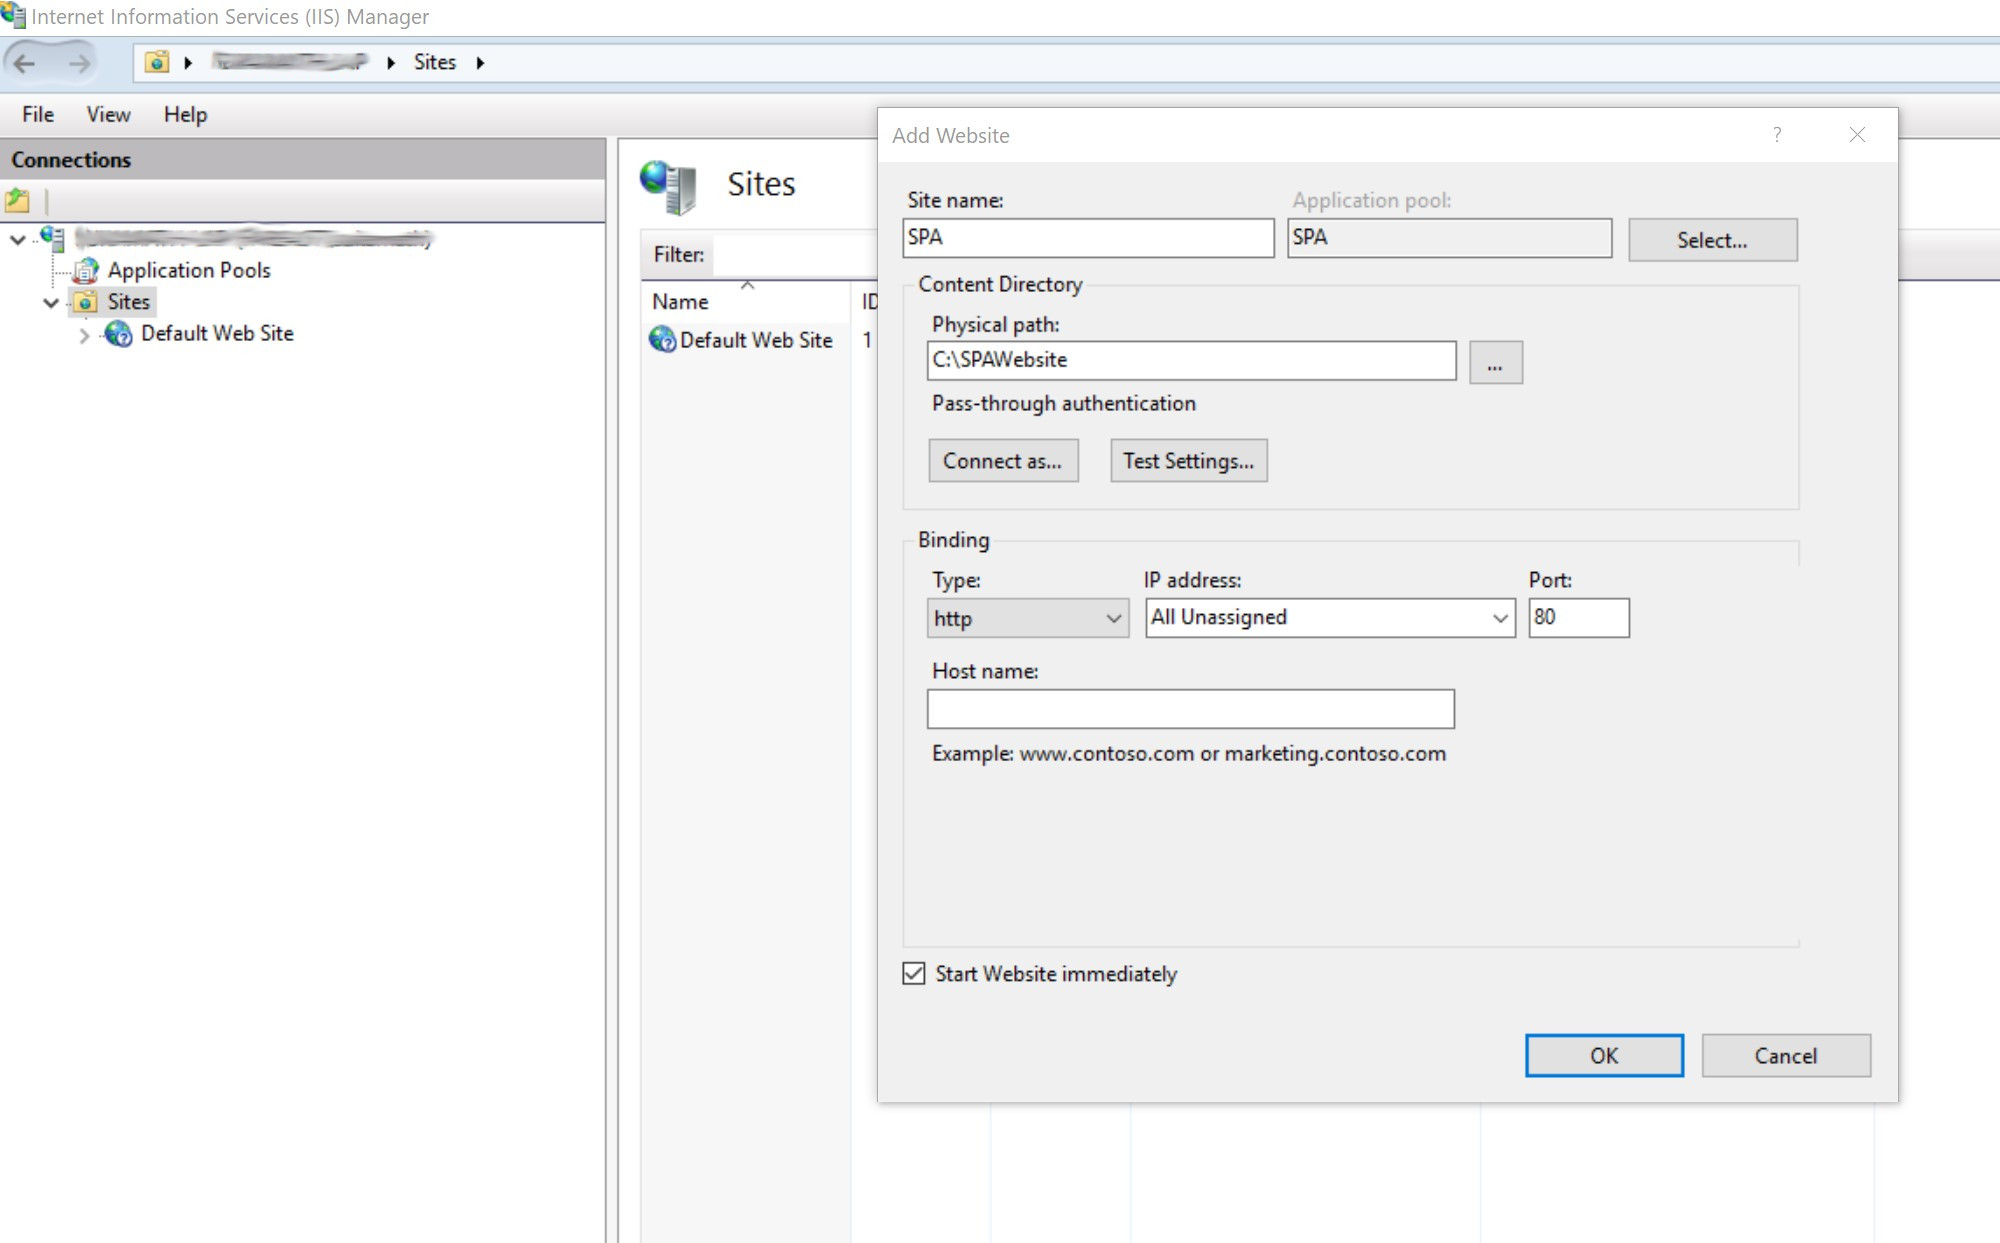 Internet Information Services (IIS) Manager
Sites
File View Help
Connections
Application Pools
Sites
Default Web Site
Sites
Filter:
Name ID
Default Web Site 1
Add Website ?
Site name: Application pool:
SPA SPA Select...
Content Directory
Physical path:
C:\SPAWebsite ...
Pass-through authentication
Connect as... Test Settings...
Binding
Type: IP address: Port:
http All Unassigned 80
Host name:
Example: www.contoso.com or marketing.contoso.com
Start Website immediately
OK Cancel